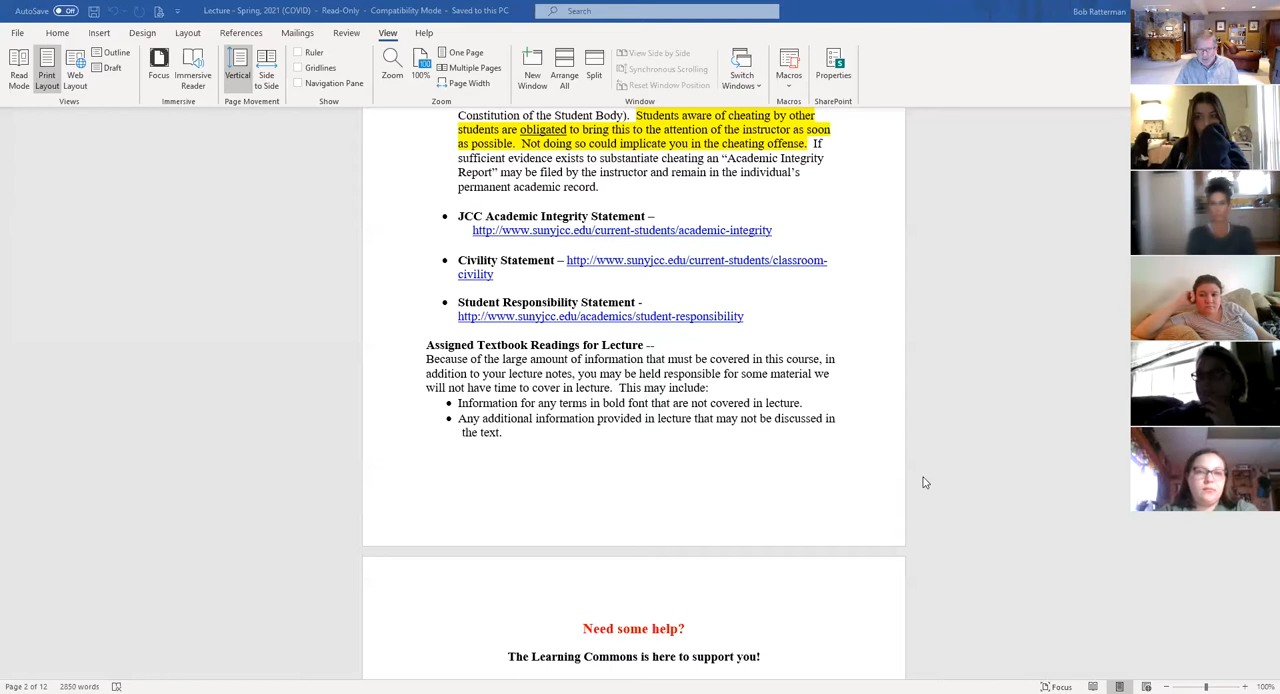 AutoSave Off Lecture - Spring, 2021 (COVID) - Read-Only - Compatibility Mode - Saved to this PC Search Bob Ratterman
File Home Insert Design Layout References Mailings Review View Help
Read Mode
Print Layout
Web Layout
Outline
Draft
Views
Focus
Immersive Reader
Immersive
Vertical
Side to Side
Page Movement
Ruler
Gridlines
Navigation Pane
Show
Zoom
100
100%
One Page
Multiple Pages
Page Width
Zoom
New Window
Arrange All
Split
View Side by Side
Synchronous Scrolling
Reset Window Position
Window
Switch Windows
Macros
Macros
Properties
SharePoint
Constitution of the Student Body). Students aware of cheating by other
students are obligated to bring this to the attention of the instructor as soon
as possible. Not doing so could implicate you in the cheating offense. If
sufficient evidence exists to substantiate cheating an “Academic Integrity
Report” may be filed by the instructor and remain in the individual’s
permanent academic record.
• JCC Academic Integrity Statement –
http://www.sunyjcc.edu/current-students/academic-integrity
• Civility Statement – http://www.sunyjcc.edu/current-students/classroom-
civility
• Student Responsibility Statement -
http://www.sunyjcc.edu/academics/student-responsibility
Assigned Textbook Readings for Lecture --
Because of the large amount of information that must be covered in this course, in
addition to your lecture notes, you may be held responsible for some material we
will not have time to cover in lecture. This may include:
• Information for any terms in bold font that are not covered in lecture.
• Any additional information provided in lecture that may not be discussed in
the text.
Need some help?
The Learning Commons is here to support you!
Page 2 of 12 2850 words Focus 100%